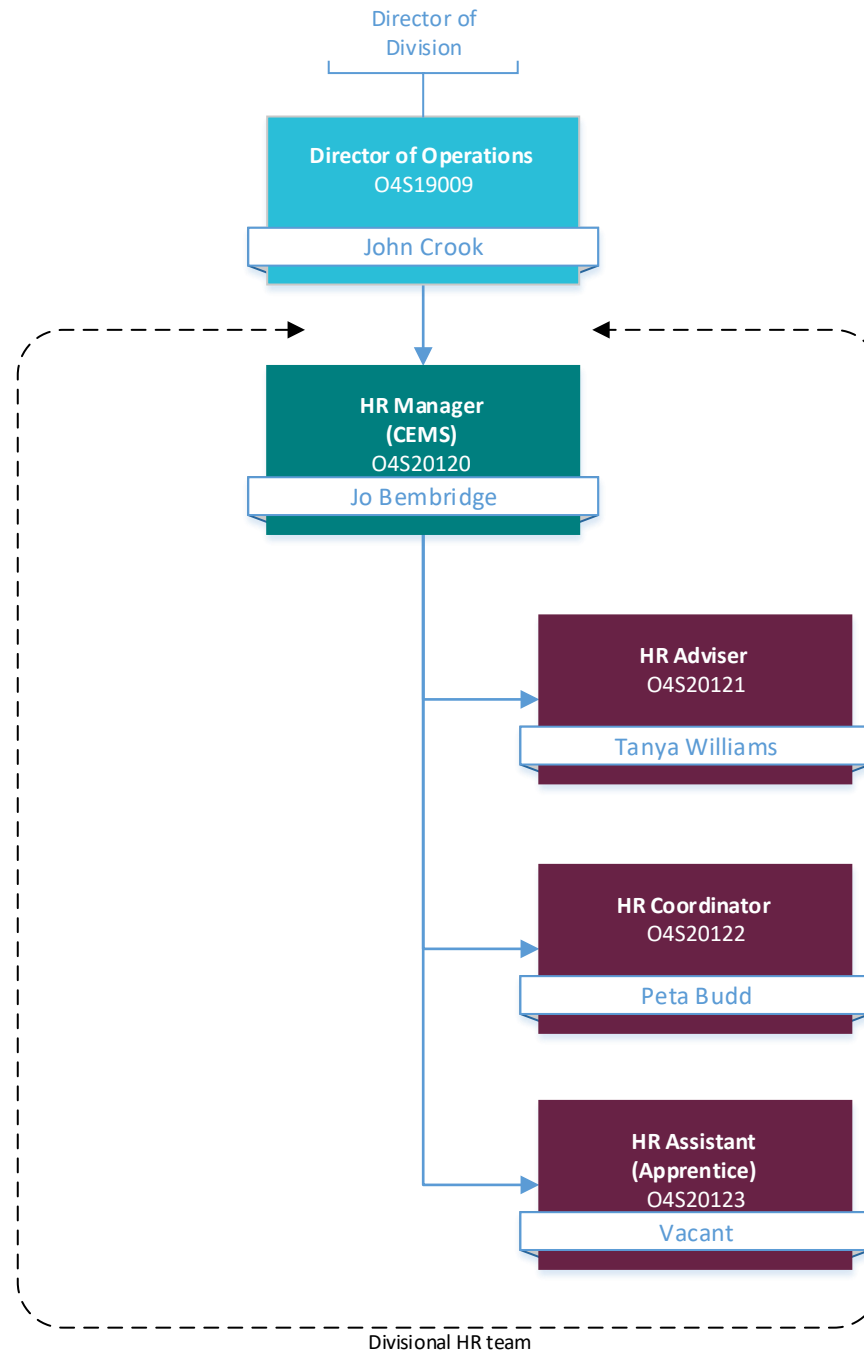 Director of
Division
Director of Operations
O4S19009
John Crook
HR Manager
(CEMS)
O4S20120
Jo Bembridge
HR Adviser
O4S20121
Tanya Williams
HR Coordinator
O4S20122
Peta Budd
HR Assistant
(Apprentice)
O4S20123
Vacant
Divisional HR team